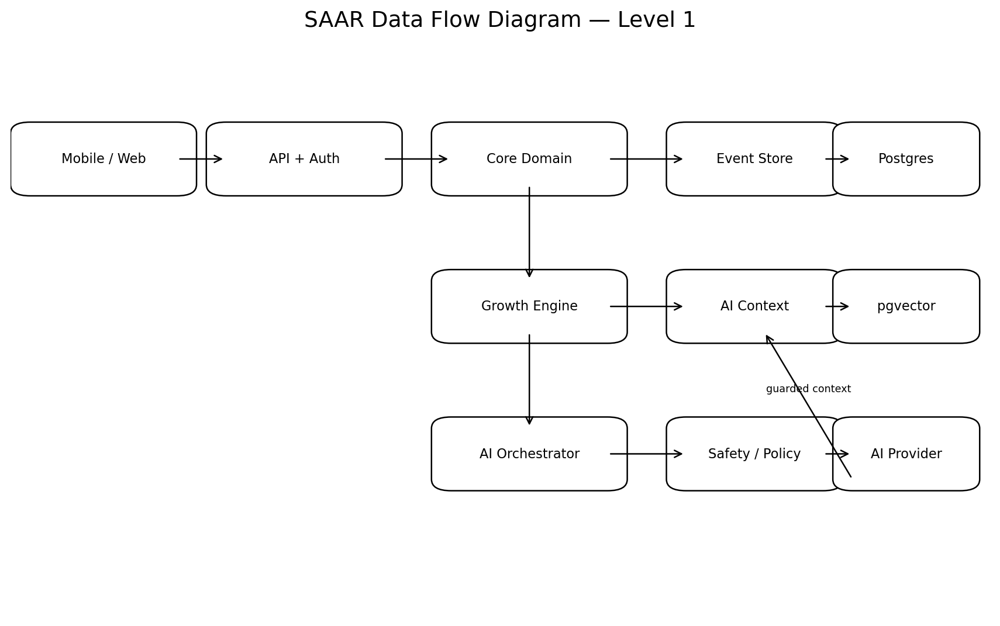 SAAR Data Flow Diagram — Level 1
Mobile / Web
API + Auth
Core Domain
Event Store
Postgres
Growth Engine
AI Context
pgvector
guarded context
AI Orchestrator
Safety / Policy
AI Provider